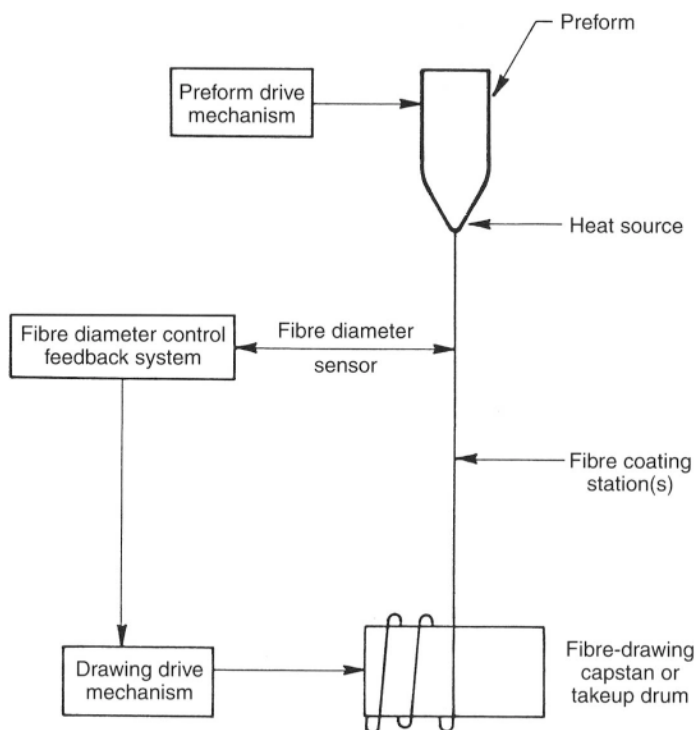 Preform
Preform drive
mechanism
Heat source
Fibre diameter control
feedback system
Fibre diameter
sensor
Fibre coating
station(s)
Drawing drive
mechanism
Fibre-drawing
capstan or
takeup drum